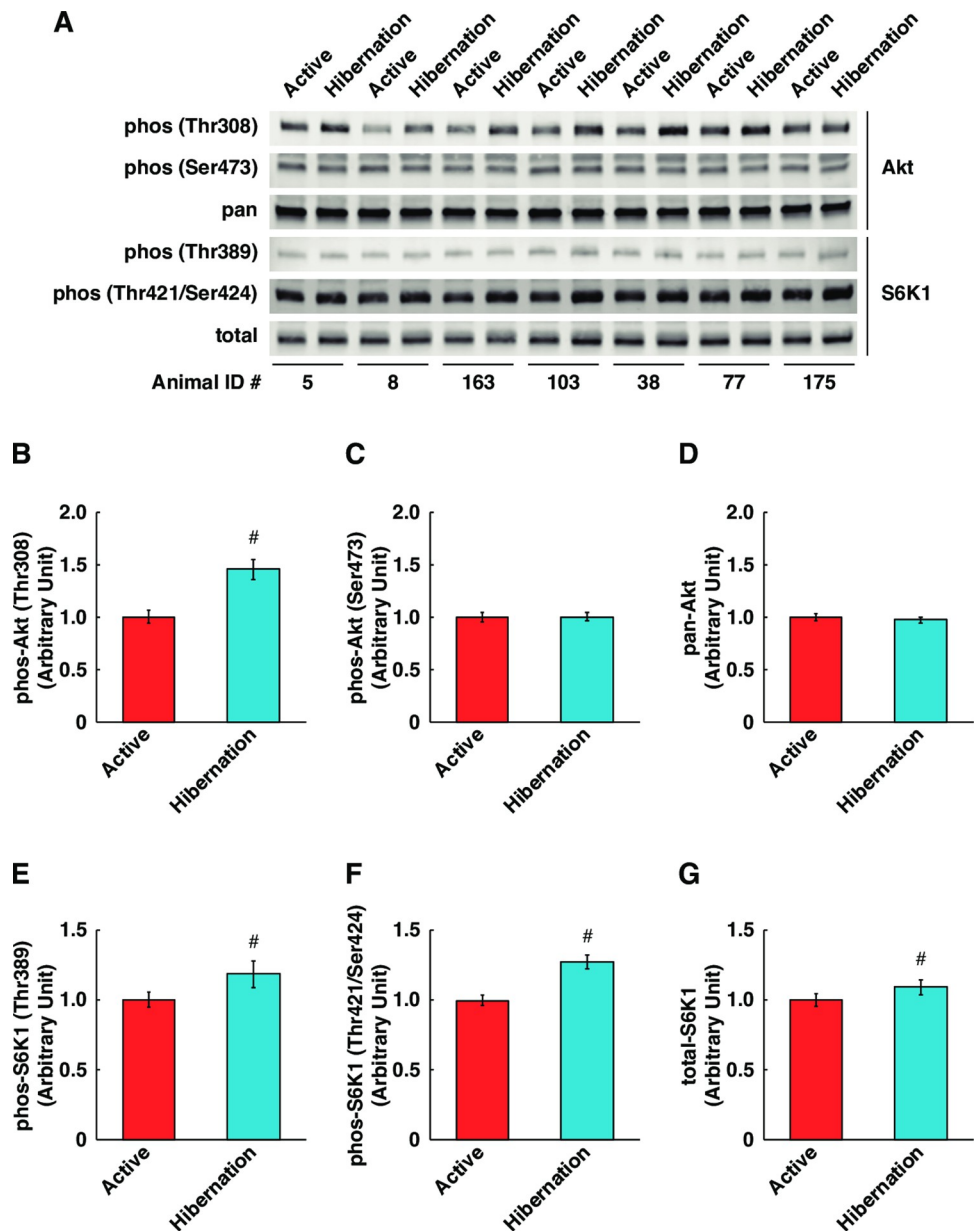 A
Active Hibernation Active Hibernation Active Hibernation Active Hibernation Active Hibernation Active Hibernation Active Hibernation
phos (Thr308)
phos (Ser473)
Akt
pan
phos (Thr389)
phos (Thr421/Ser424)
S6K1
total
Animal ID # 5 8 163 103 38 77 175
B
phos-Akt (Thr308)
(Arbitrary Unit)
2.0
1.5
1.0
0.5
0
#
Active
Hibernation
C
phos-Akt (Ser473)
(Arbitrary Unit)
2.0
1.5
1.0
0.5
0
Active
Hibernation
D
pan-Akt
(Arbitrary Unit)
2.0
1.5
1.0
0.5
0
Active
Hibernation
E
phos-S6K1 (Thr389)
(Arbitrary Unit)
1.5
1.0
0.5
0
#
Active
Hibernation
F
phos-S6K1 (Thr421/Ser424)
(Arbitrary Unit)
1.5
1.0
0.5
0
#
Active
Hibernation
G
total-S6K1
(Arbitrary Unit)
1.5
1.0
0.5
0
#
Active
Hibernation